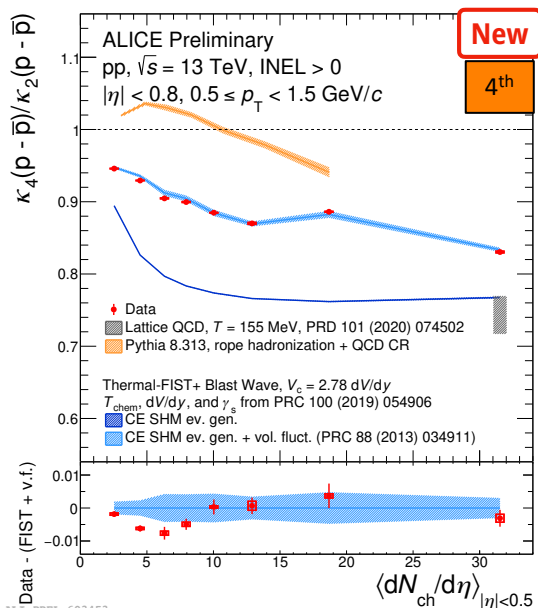 New
4th
ALICE Preliminary
pp, √s = 13 TeV, INEL > 0
|η| < 0.8, 0.5 ≤ pT < 1.5 GeV/c
κ4(p - p̅)/κ2(p - p̅)
1.1
1
0.9
0.8
0.7
0.6
Data
Lattice QCD, T = 155 MeV, PRD 101 (2020) 074502
Pythia 8.313, rope hadronization + QCD CR
Thermal-FIST+ Blast Wave, Vc = 2.78 dV/dy
Tchem, dV/dy, and γs from PRC 100 (2019) 054906
CE SHM ev. gen.
CE SHM ev. gen. + vol. fluct. (PRC 88 (2013) 034911)
Data - (FIST + v.f.)
0.01
0
−0.01
0 5 10 15 20 25 30
⟨dNch/dη⟩|η|<0.5